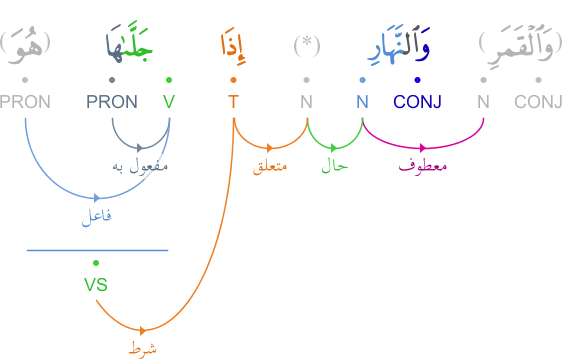 (وَٱلْقَمَرِ) وَٱلنَّهَارِ (*) إِذَا جَلَّىٰهَا (هُوَ)
PRON PRON V T N N CONJ N CONJ
مفعول به متعلق حال معطوف
فاعل
VS
شرط